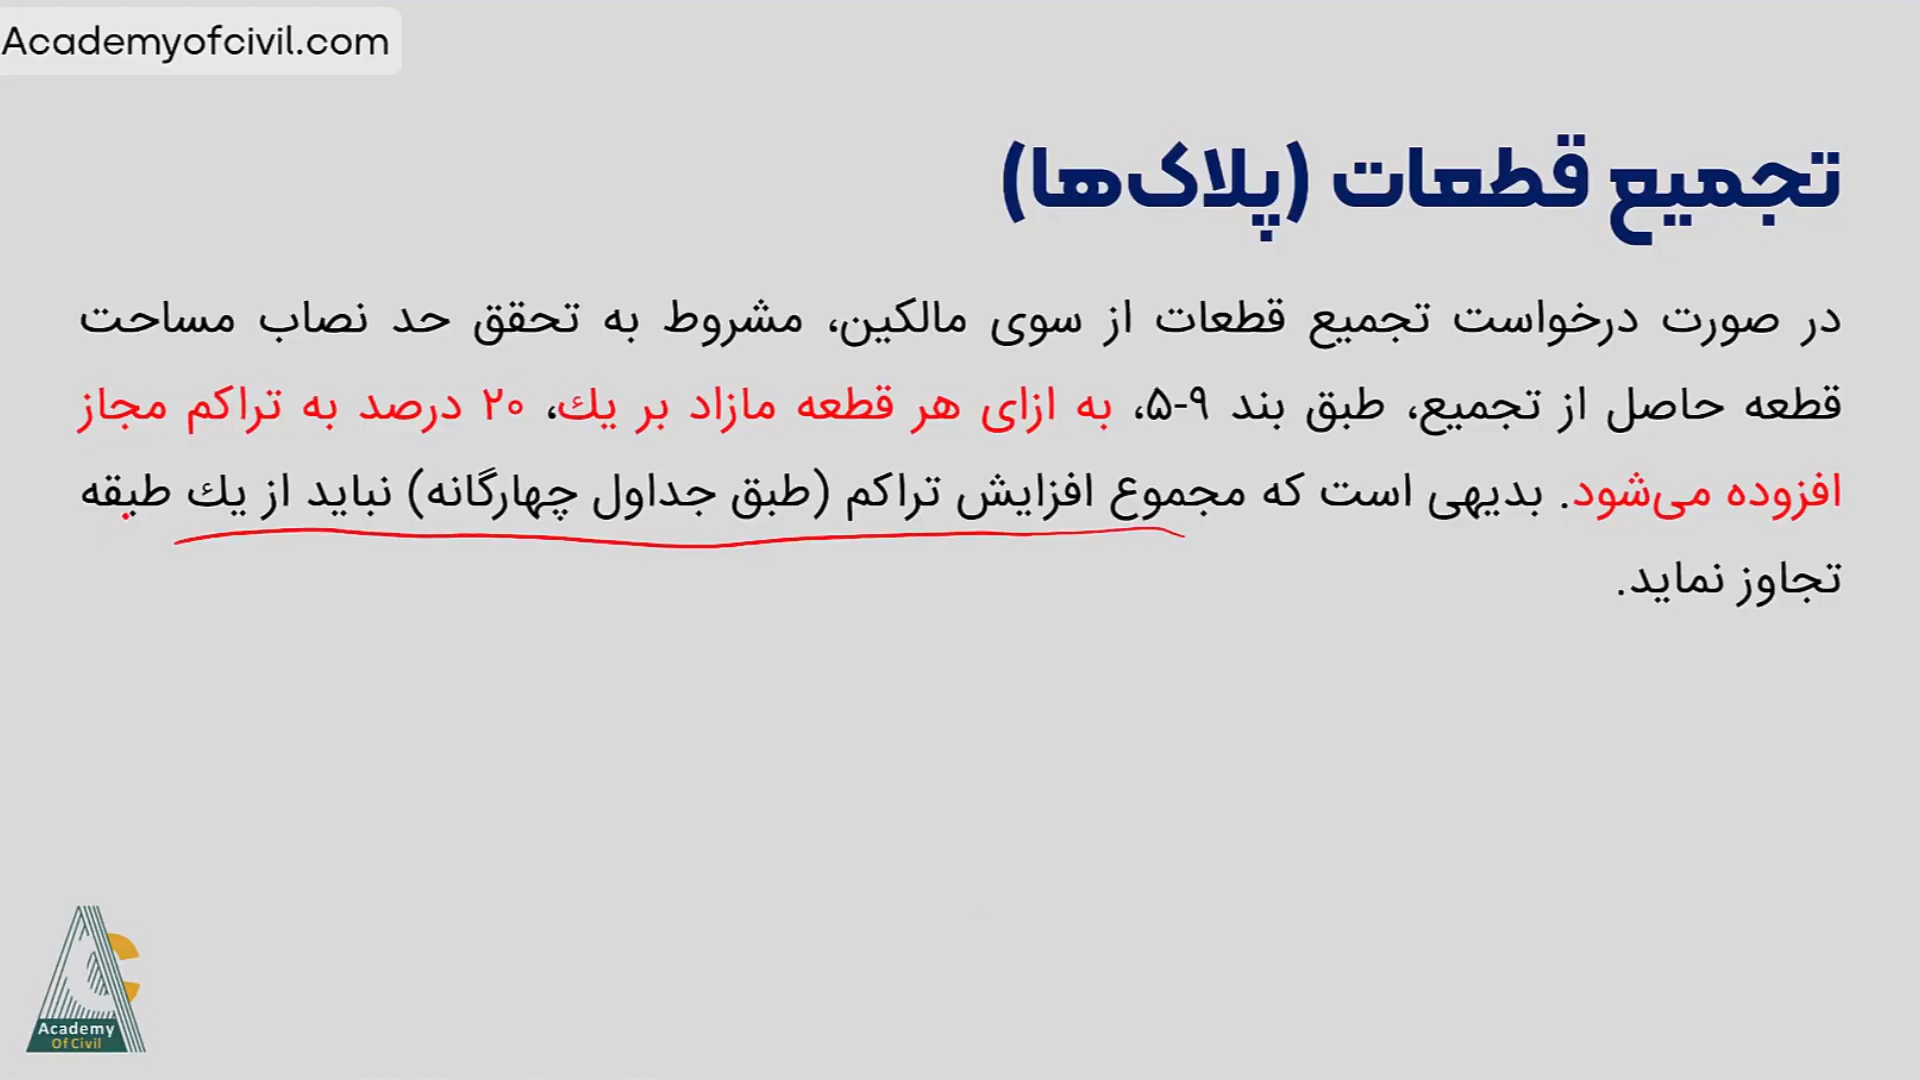 Academyofcivil.com
تجمیع قطعات (پلاک‌ها)
در صورت درخواست تجمیع قطعات از سوی مالکین، مشروط به تحقق حد نصاب مساحت
قطعه حاصل از تجمیع، طبق بند ۹-۵، به ازای هر قطعه مازاد بر يك، ۲۰ درصد به تراکم مجاز
افزوده می‌شود. بدیهی است که مجموع افزایش تراکم (طبق جداول چهارگانه) نباید از يك طبقه
تجاوز نماید.
Academy
Of Civil